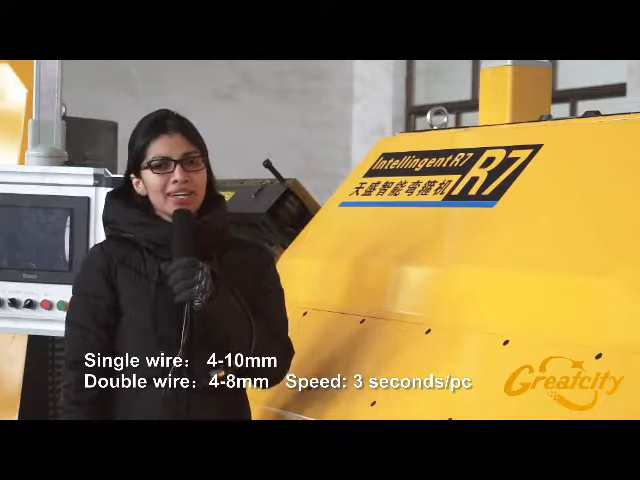 Intellingent R7
R7
天盛智能弯箍机
Single wire： 4-10mm
Double wire：4-8mm Speed: 3 seconds/pc
Greatcity